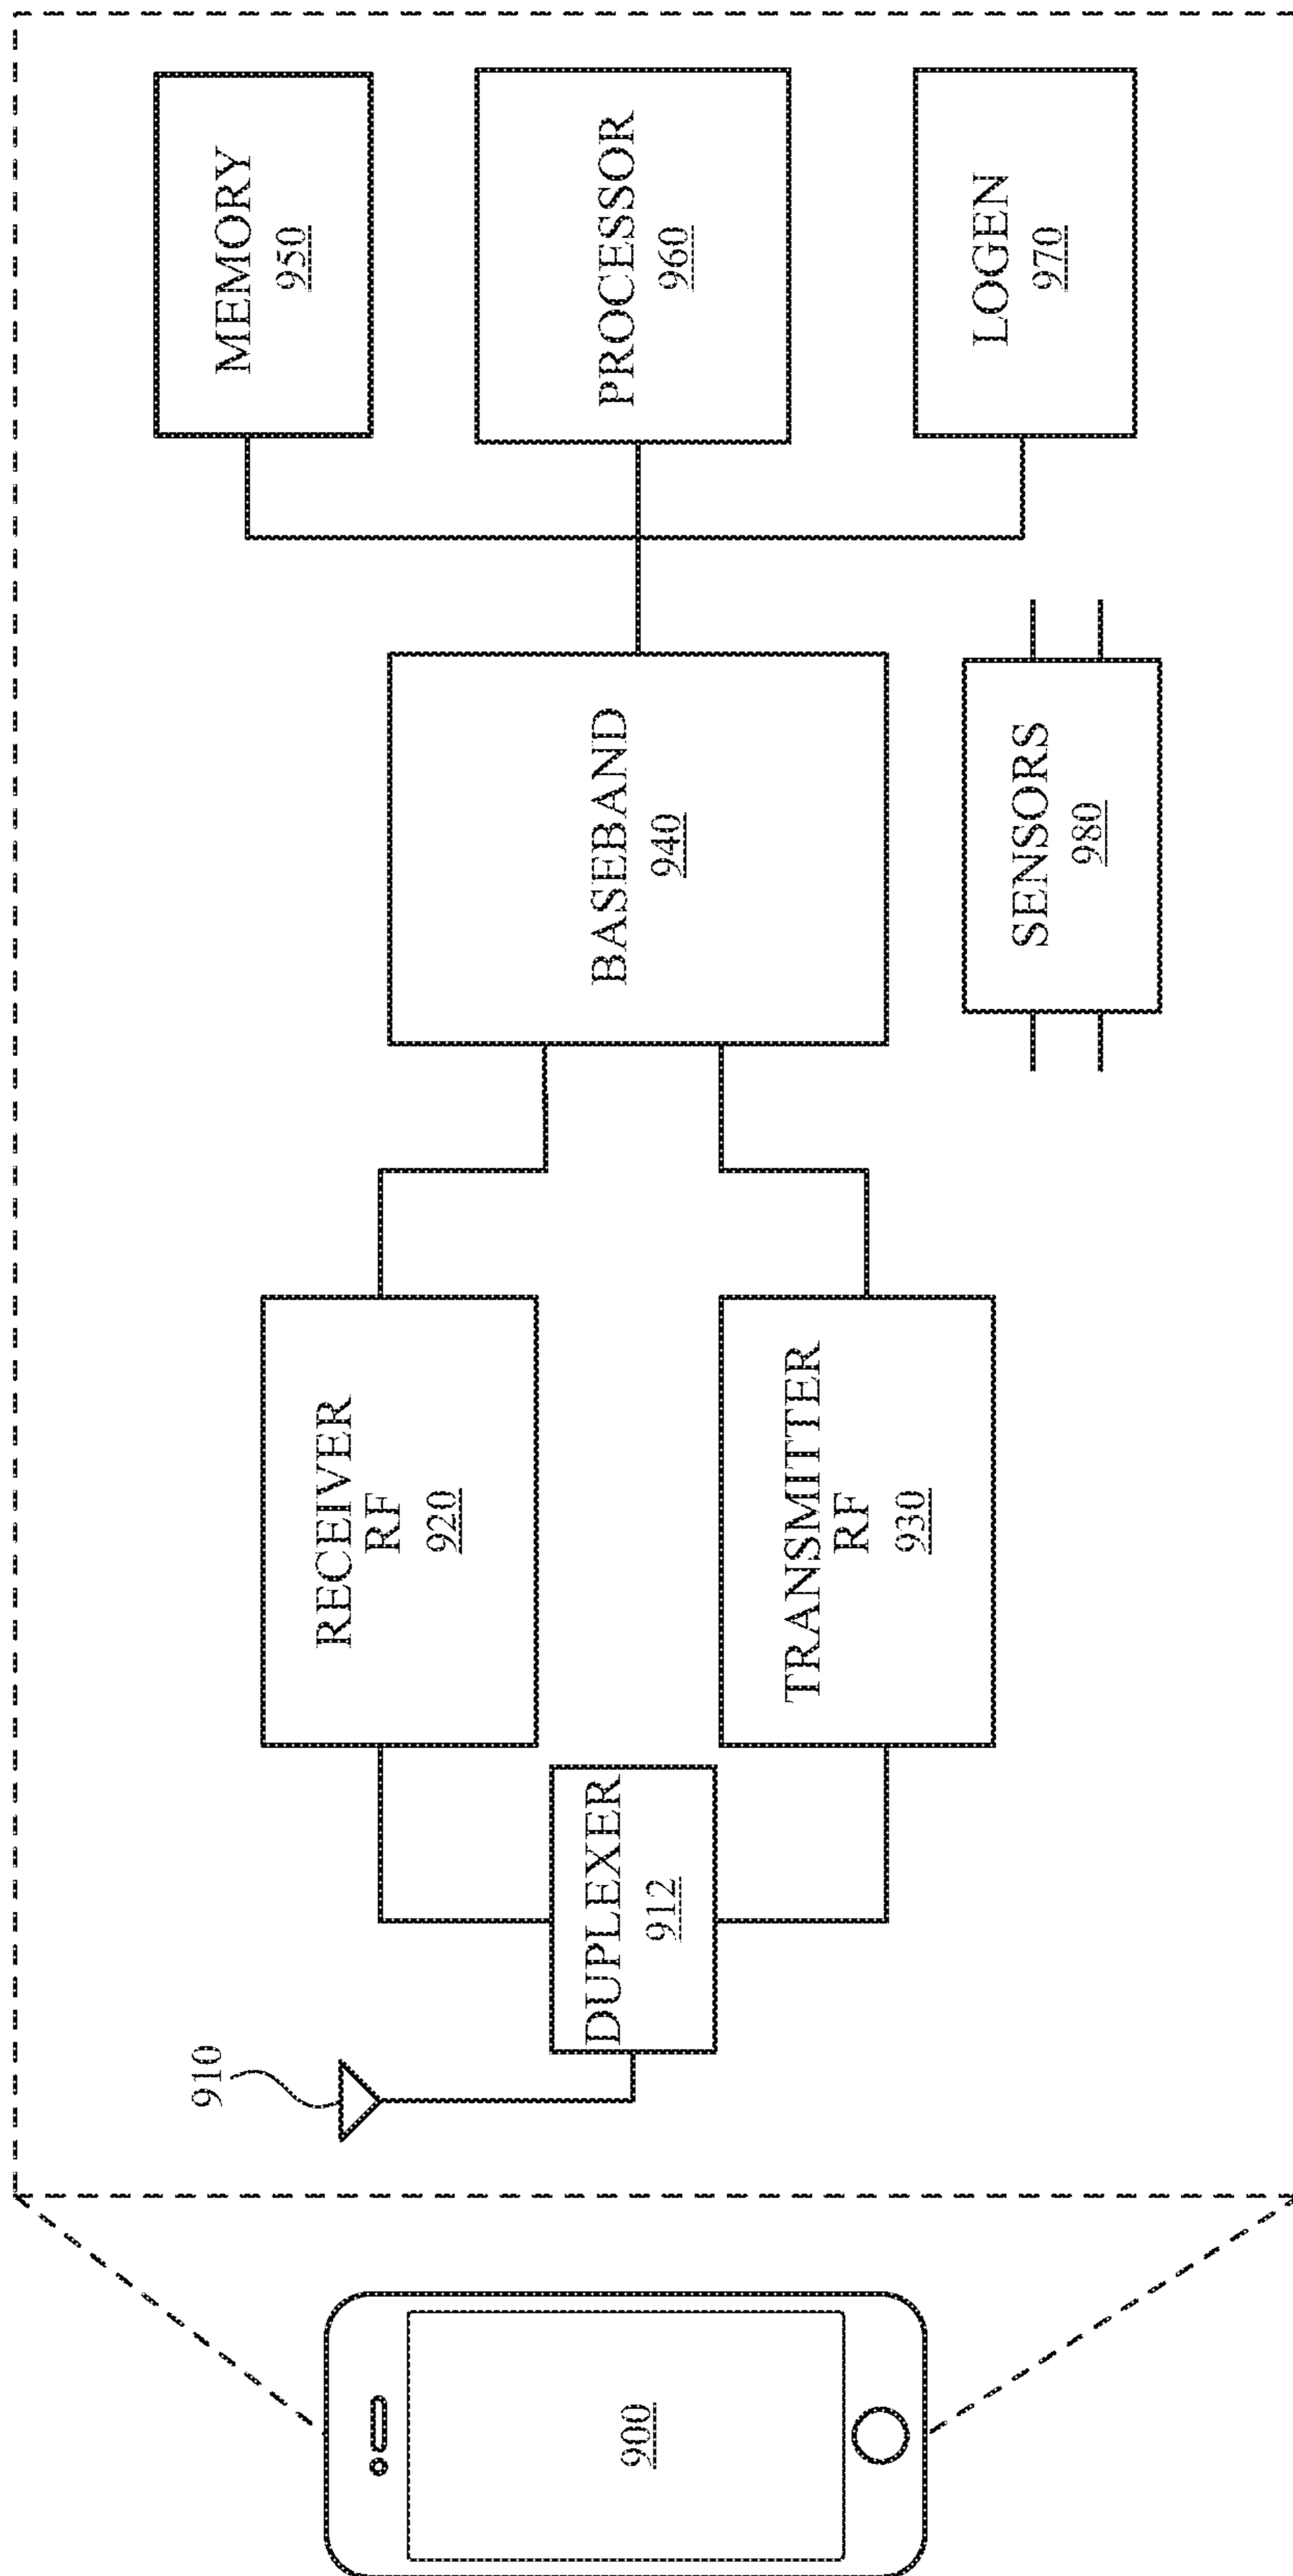 900
910
DUPLEXER
912
RECEIVER
RF
920
TRANSMITTER
RF
930
BASEBAND
940
SENSORS
980
MEMORY
950
PROCESSOR
960
LOGEN
970